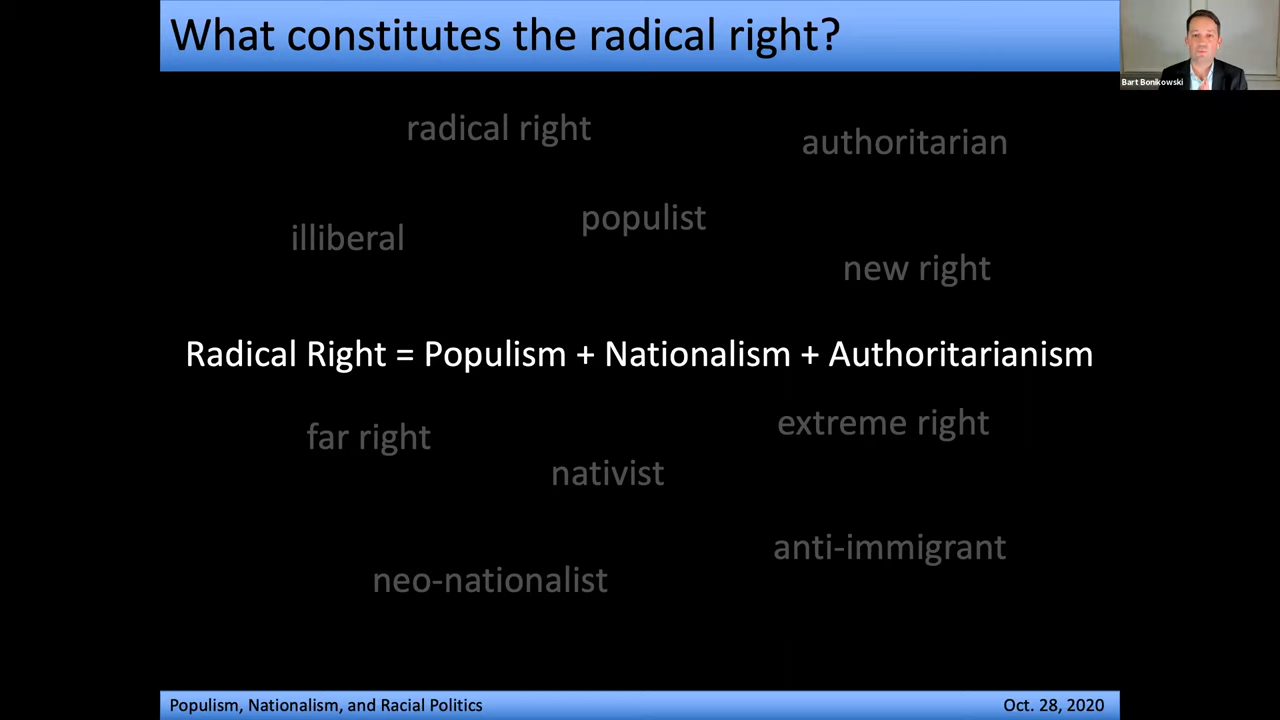 What constitutes the radical right?
Bart Bonikowski
radical right
authoritarian
populist
illiberal
new right
Radical Right = Populism + Nationalism + Authoritarianism
extreme right
far right
nativist
anti-immigrant
neo-nationalist
Populism, Nationalism, and Racial Politics
Oct. 28, 2020